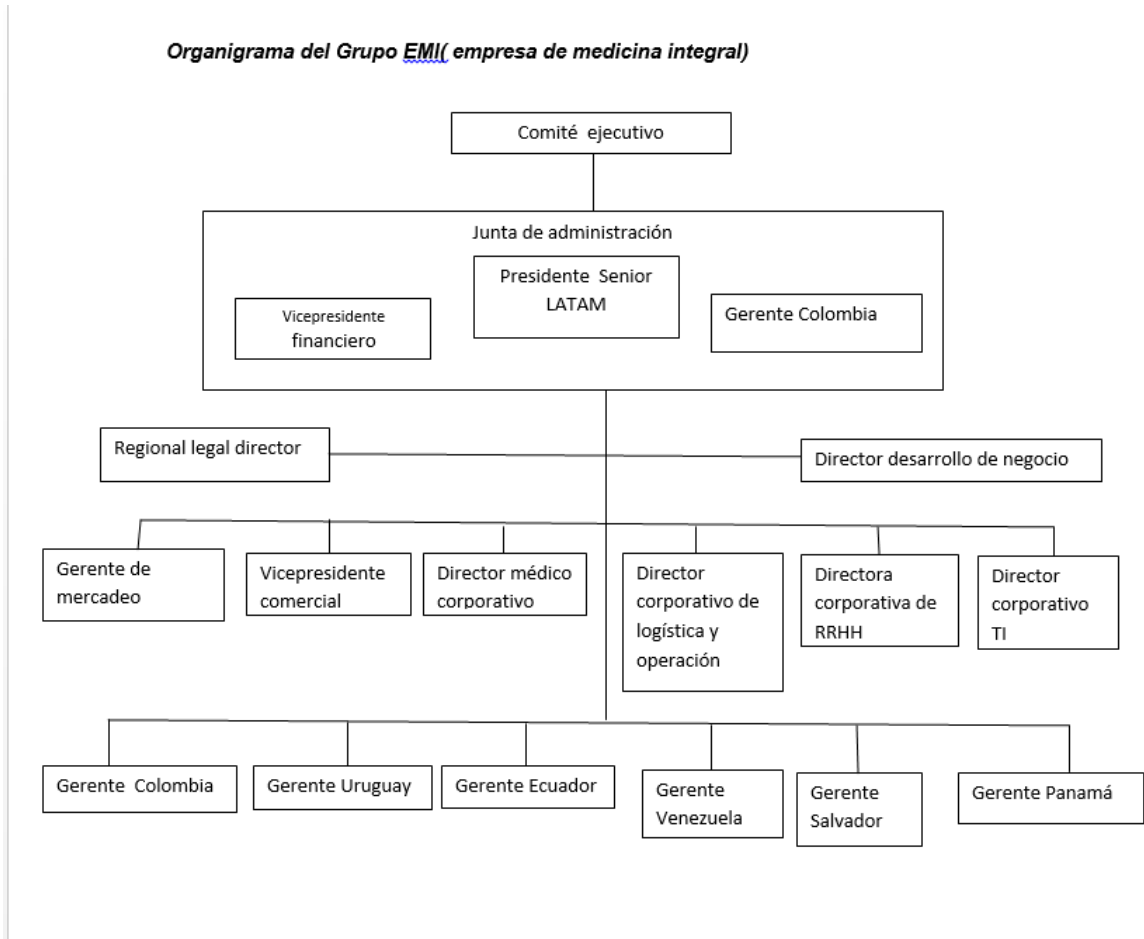 Organigrama del Grupo EMI( empresa de medicina integral)
Comité ejecutivo
Junta de administración
Presidente Senior
LATAM
Vicepresidente
financiero
Gerente Colombia
Regional legal director
Director desarrollo de negocio
Gerente de
mercadeo
Vicepresidente
comercial
Director médico
corporativo
Director
corporativo de
logística y
operación
Directora
corporativa de
RRHH
Director
corporativo
TI
Gerente Colombia
Gerente Uruguay
Gerente Ecuador
Gerente
Venezuela
Gerente
Salvador
Gerente Panamá